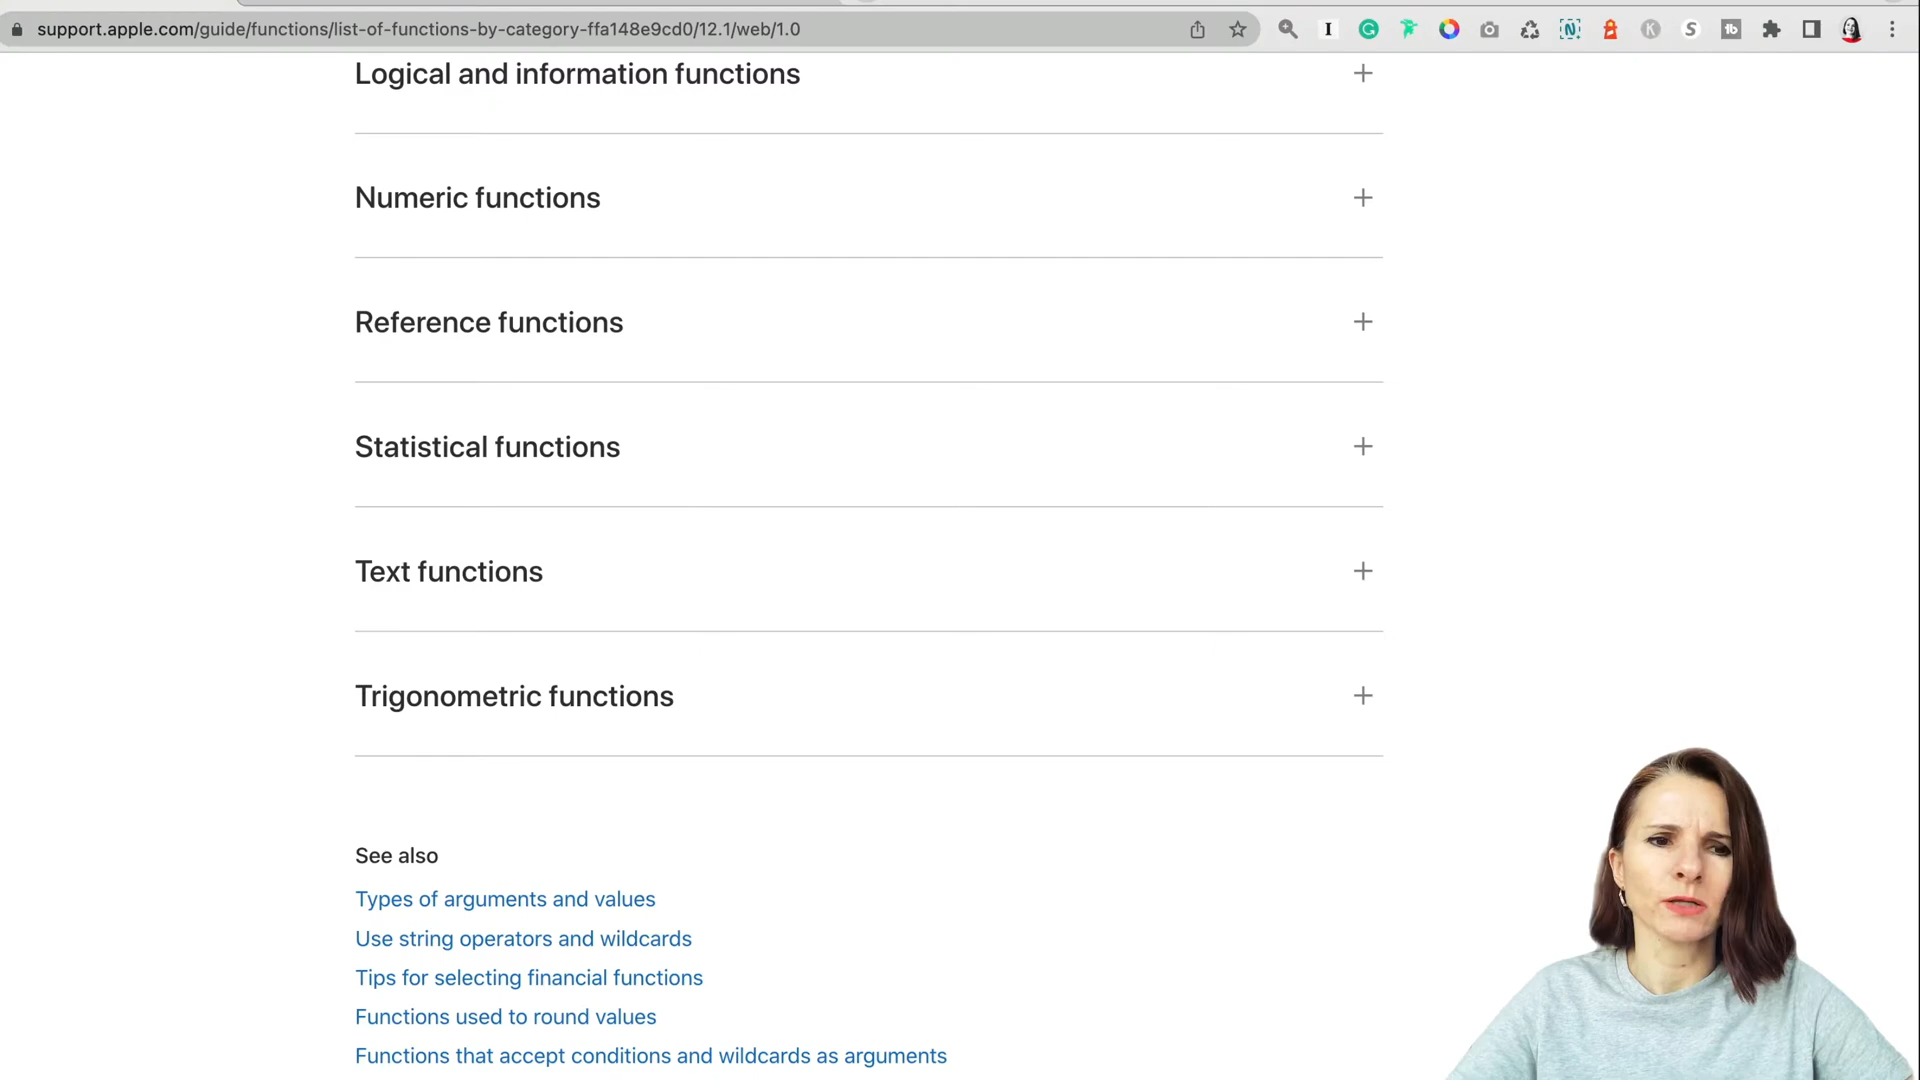 support.apple.com/guide/functions/list-of-functions-by-category-ffa148e9cd0/12.1/web/1.0
Logical and information functions
Numeric functions
Reference functions
Statistical functions
Text functions
Trigonometric functions
See also
Types of arguments and values
Use string operators and wildcards
Tips for selecting financial functions
Functions used to round values
Functions that accept conditions and wildcards as arguments